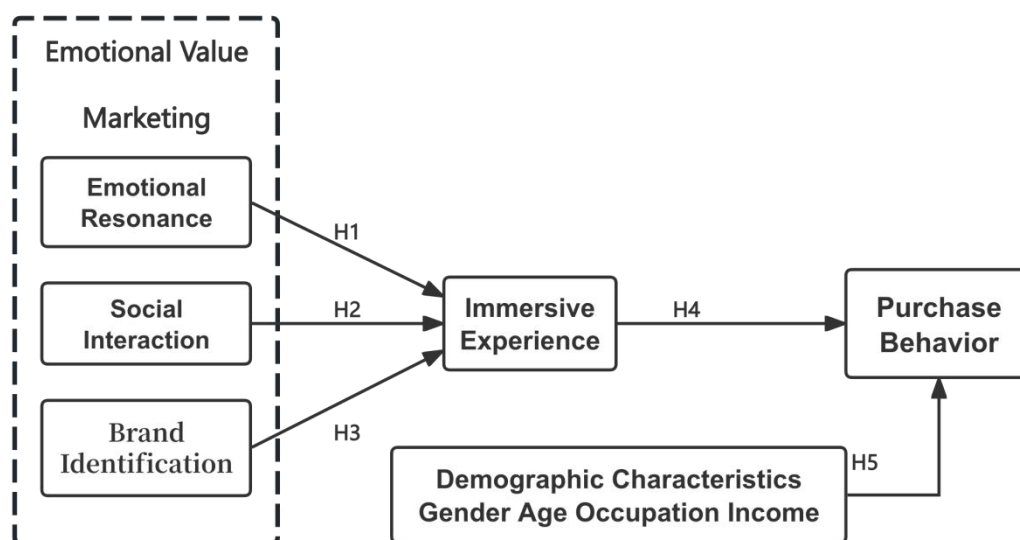 Emotional Value
Marketing
Emotional
Resonance
H1
Social
Interaction
H2
Brand
Identification
H3
Immersive
Experience
H4
Purchase
Behavior
H5
Demographic Characteristics
Gender Age Occupation Income